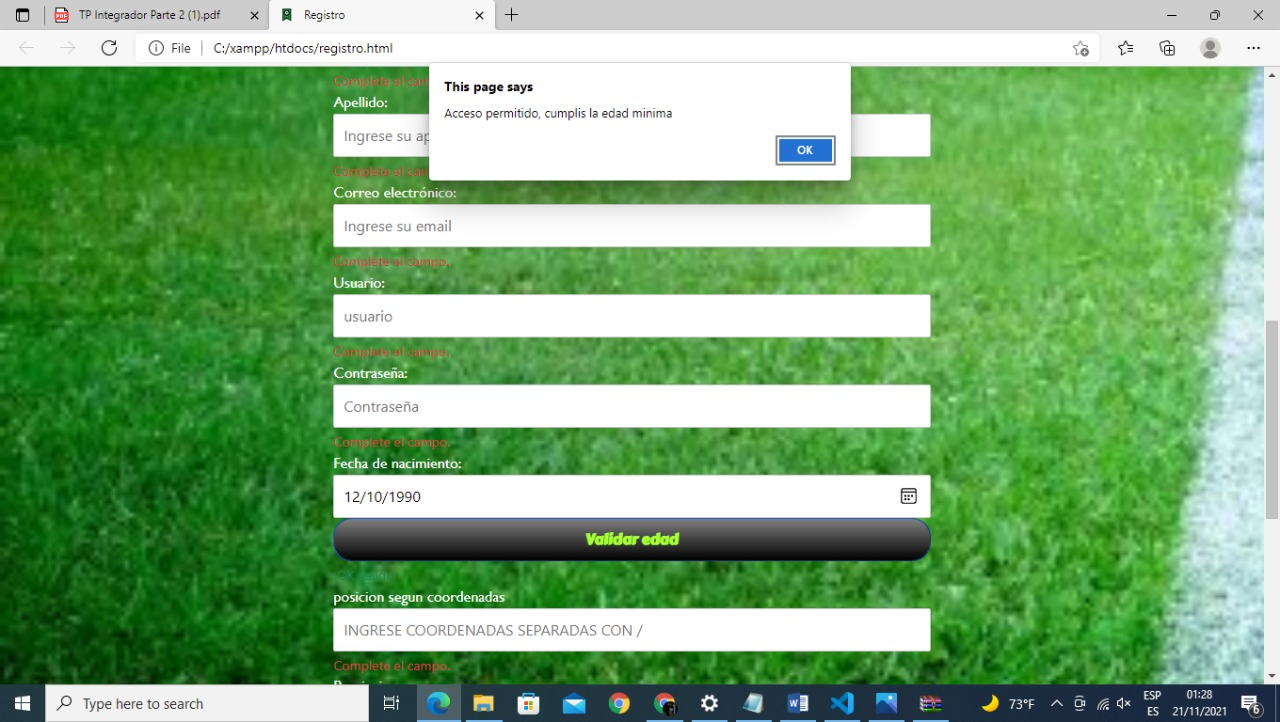 TP Integrador Parte 2 (1).pdf
Registro
File
C:/xampp/htdocs/registro.html
This page says
Acceso permitido, cumplis la edad minima
OK
Complete el cam
Apellido:
Ingrese su ap
Complete el cam
Correo electrónico:
Ingrese su email
Complete el campo.
Usuario:
usuario
Complete el campo.
Contraseña:
Contraseña
Complete el campo.
Fecha de nacimiento:
12/10/1990
Validar edad
posicion segun coordenadas
INGRESE COORDENADAS SEPARADAS CON /
Complete el campo.
Type here to search
73°F
ESP
ES
01:28
21/11/2021
6